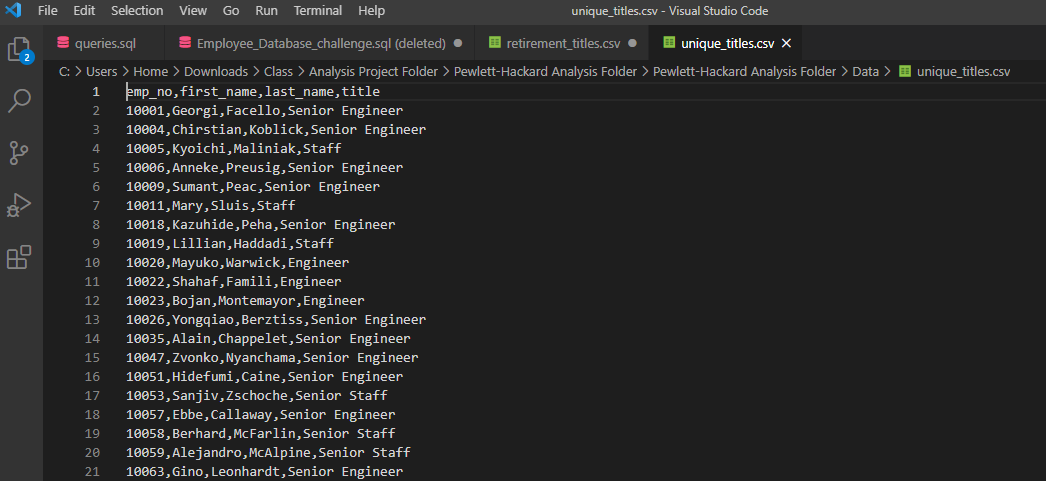 File Edit Selection View Go Run Terminal Help unique_titles.csv - Visual Studio Code
queries.sql Employee_Database_challenge.sql (deleted) retirement_titles.csv unique_titles.csv
2
C: > Users > Home > Downloads > Class > Analysis Project Folder > Pewlett-Hackard Analysis Folder > Pewlett-Hackard Analysis Folder > Data > unique_titles.csv
1 emp_no,first_name,last_name,title
2 10001,Georgi,Facello,Senior Engineer
3 10004,Chirstian,Koblick,Senior Engineer
4 10005,Kyoichi,Maliniak,Staff
5 10006,Anneke,Preusig,Senior Engineer
6 10009,Sumant,Peac,Senior Engineer
7 10011,Mary,Sluis,Staff
8 10018,Kazuhide,Peha,Senior Engineer
9 10019,Lillian,Haddadi,Staff
10 10020,Mayuko,Warwick,Engineer
11 10022,Shahaf,Famili,Engineer
12 10023,Bojan,Montemayor,Engineer
13 10026,Yongqiao,Berztiss,Senior Engineer
14 10035,Alain,Chappelet,Senior Engineer
15 10047,Zvonko,Nyanchama,Senior Engineer
16 10051,Hidefumi,Caine,Senior Engineer
17 10053,Sanjiv,Zschoche,Senior Staff
18 10057,Ebbe,Callaway,Senior Engineer
19 10058,Berhard,McFarlin,Senior Staff
20 10059,Alejandro,McAlpine,Senior Staff
21 10063,Gino,Leonhardt,Senior Engineer